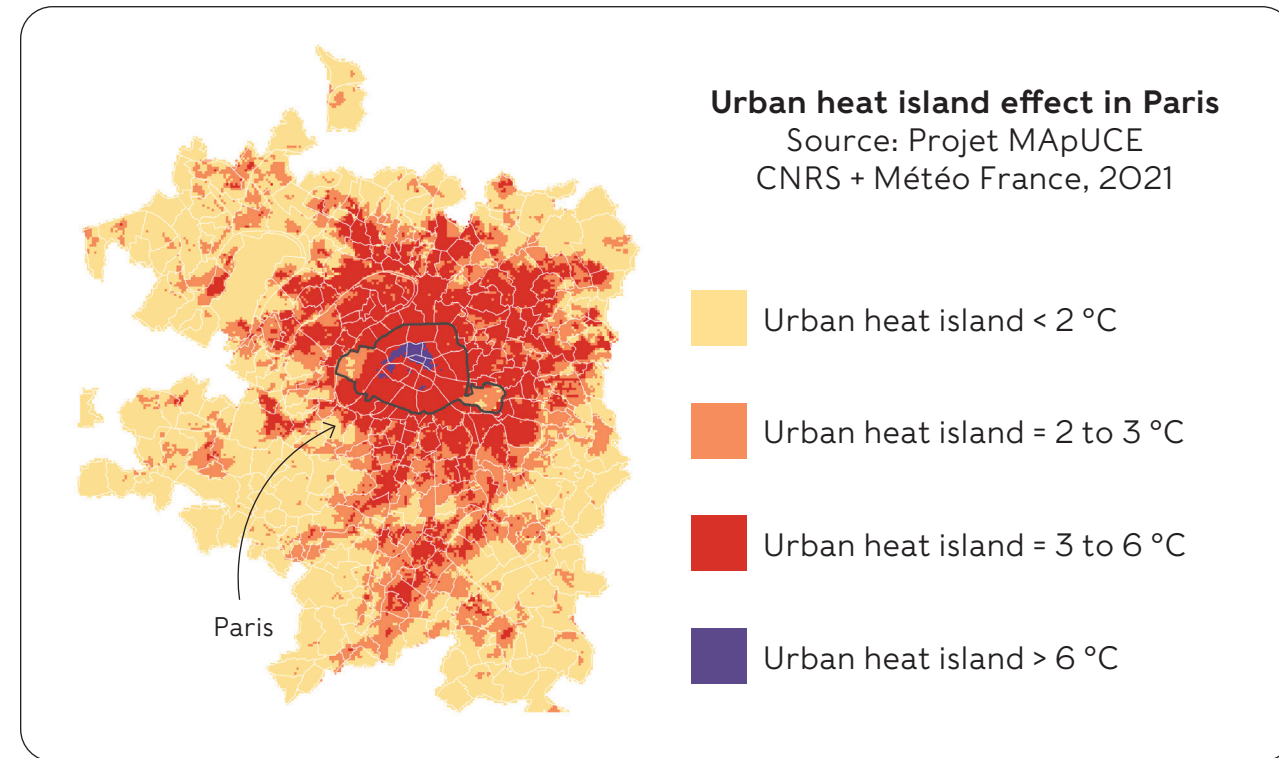 Urban heat island effect in Paris
Source: Projet MApUCE
CNRS + Météo France, 2021
Urban heat island < 2 °C
Urban heat island = 2 to 3 °C
Urban heat island = 3 to 6 °C
Urban heat island > 6 °C
Paris